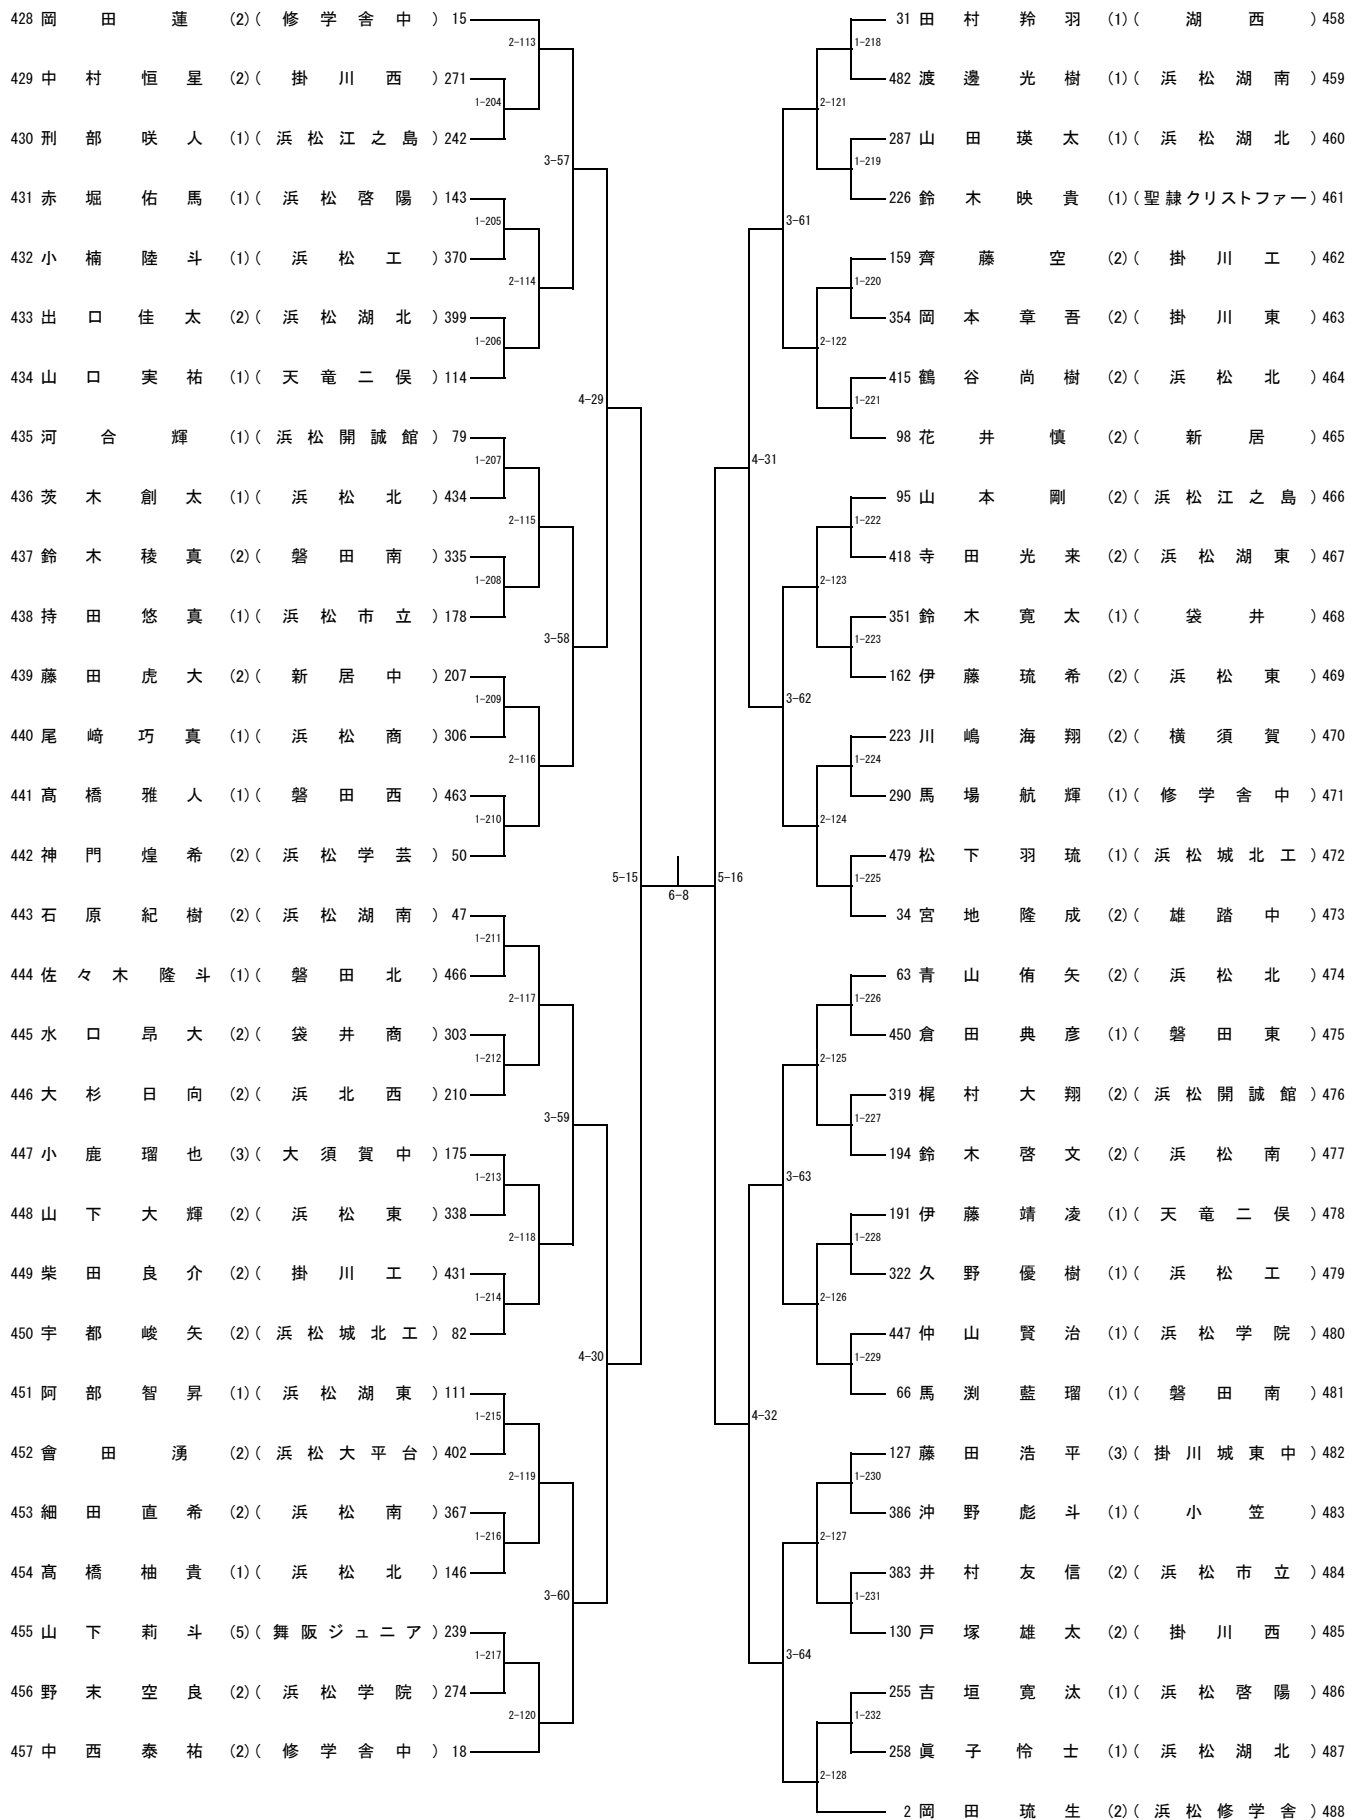 428 岡田蓮 (2) (修学舎中) 15
2-113
429 中村恒星 (2) (掛川西) 271
1-204
430 刑部咲人 (1) (浜松江之島) 242
3-57
431 赤堀佑馬 (1) (浜松啓陽) 143
1-205
432 小楠陸斗 (1) (浜松工) 370
2-114
433 出口佳太 (2) (浜松湖北) 399
1-206
434 山口実祐 (1) (天竜二俣) 114
4-29
435 河合輝 (1) (浜松開誠館) 79
1-207
436 茨木創太 (1) (浜松北) 434
2-115
437 鈴木稜真 (2) (磐田南) 335
1-208
438 持田悠真 (1) (浜松市立) 178
3-58
439 藤田虎大 (2) (新居中) 207
1-209
440 尾﨑巧真 (1) (浜松商) 306
2-116
441 髙橋雅人 (1) (磐田西) 463
1-210
442 神門煌希 (2) (浜松学芸) 50
5-15
443 石原紀樹 (2) (浜松湖南) 47
1-211
444 佐々木隆斗 (1) (磐田北) 466
2-117
445 水口昂大 (2) (袋井商) 303
1-212
446 大杉日向 (2) (浜北西) 210
3-59
447 小鹿瑠也 (3) (大須賀中) 175
1-213
448 山下大輝 (2) (浜松東) 338
2-118
449 柴田良介 (2) (掛川工) 431
1-214
450 宇都峻矢 (2) (浜松城北工) 82
4-30
451 阿部智昇 (1) (浜松湖東) 111
1-215
452 會田湧 (2) (浜松大平台) 402
2-119
453 細田直希 (2) (浜松南) 367
1-216
454 髙橋柚貴 (1) (浜松北) 146
3-60
455 山下莉斗 (5) (舞阪ジュニア) 239
1-217
456 野末空良 (2) (浜松学院) 274
2-120
457 中西泰祐 (2) (修学舎中) 18
6-8
31 田村羚羽 (1) (湖西) 458
1-218
482 渡邊光樹 (1) (浜松湖南) 459
2-121
287 山田瑛太 (1) (浜松湖北) 460
1-219
226 鈴木映貴 (1) (聖隷クリストファー) 461
3-61
159 齊藤空 (2) (掛川工) 462
1-220
354 岡本章吾 (2) (掛川東) 463
2-122
415 鶴谷尚樹 (2) (浜松北) 464
1-221
98 花井慎 (2) (新居) 465
4-31
95 山本剛 (2) (浜松江之島) 466
1-222
418 寺田光来 (2) (浜松湖東) 467
2-123
351 鈴木寛太 (1) (袋井) 468
1-223
162 伊藤琉希 (2) (浜松東) 469
3-62
223 川嶋海翔 (2) (横須賀) 470
1-224
290 馬場航輝 (1) (修学舎中) 471
2-124
479 松下羽琉 (1) (浜松城北工) 472
1-225
5-16
34 宮地隆成 (2) (雄踏中) 473
63 青山侑矢 (2) (浜松北) 474
1-226
450 倉田典彦 (1) (磐田東) 475
2-125
319 梶村大翔 (2) (浜松開誠館) 476
1-227
194 鈴木啓文 (2) (浜松南) 477
3-63
191 伊藤靖凌 (1) (天竜二俣) 478
1-228
322 久野優樹 (1) (浜松工) 479
2-126
447 仲山賢治 (1) (浜松学院) 480
1-229
66 馬渕藍瑠 (1) (磐田南) 481
4-32
127 藤田浩平 (3) (掛川城東中) 482
1-230
386 沖野彪斗 (1) (小笠) 483
2-127
383 井村友信 (2) (浜松市立) 484
1-231
130 戸塚雄太 (2) (掛川西) 485
3-64
255 吉垣寛汰 (1) (浜松啓陽) 486
1-232
258 眞子怜士 (1) (浜松湖北) 487
2-128
2 岡田琉生 (2) (浜松修学舎) 488